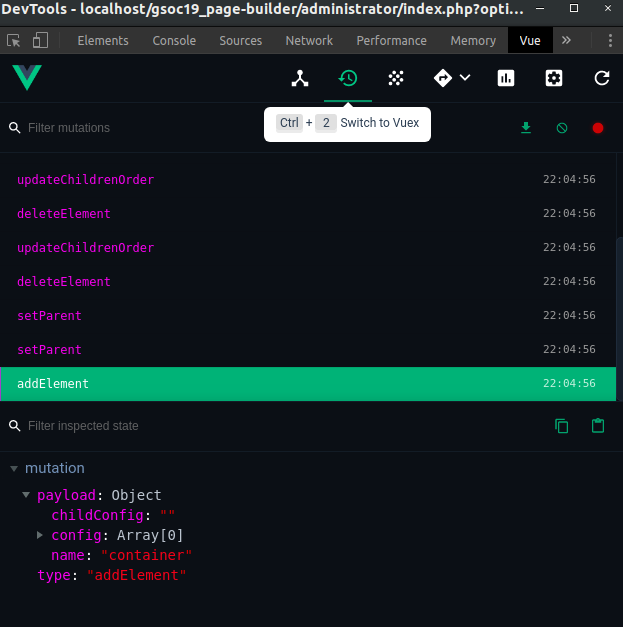 DevTools - localhost/gsoc19_page-builder/administrator/index.php?opti...
Elements Console Sources Network Performance Memory Vue »
Ctrl + 2 Switch to Vuex
Filter mutations
updateChildrenOrder 22:04:56
deleteElement 22:04:56
updateChildrenOrder 22:04:56
deleteElement 22:04:56
setParent 22:04:56
setParent 22:04:56
addElement 22:04:56
Filter inspected state
mutation
payload: Object
childConfig: ""
config: Array[0]
name: "container"
type: "addElement"